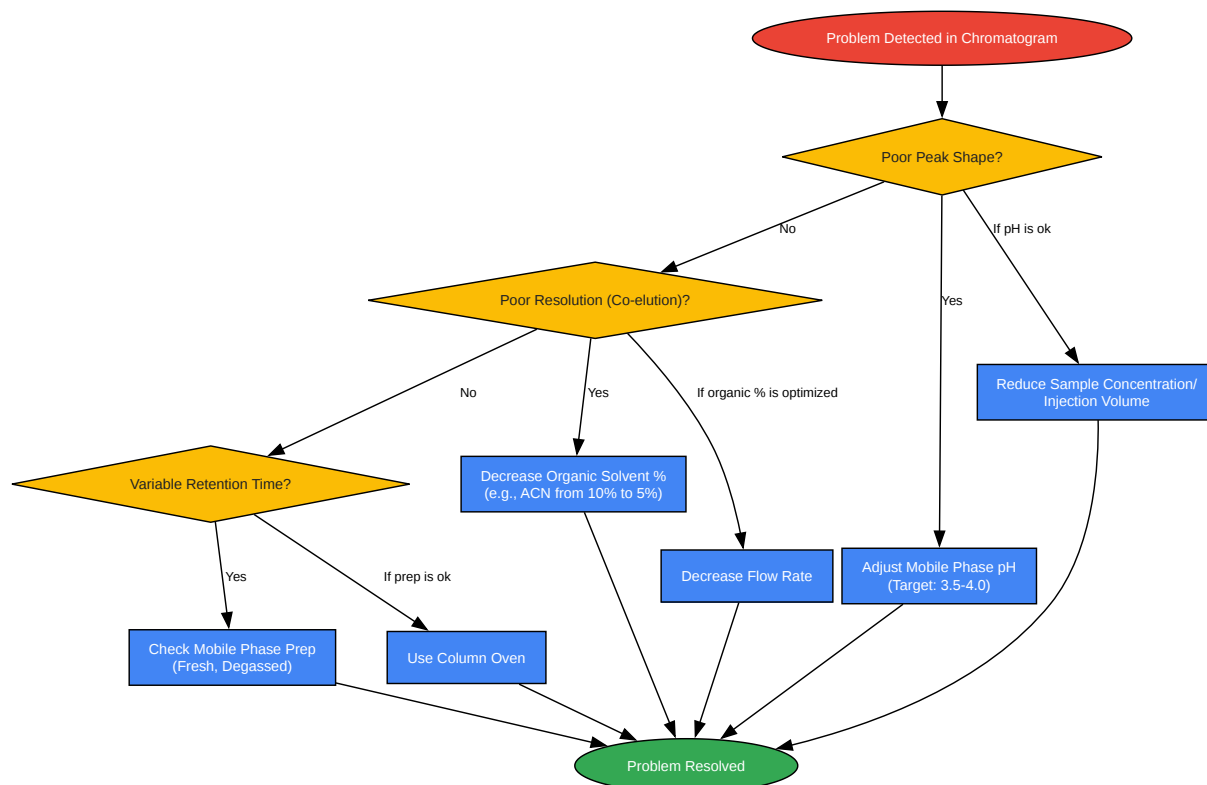 Problem Detected in Chromatogram
Poor Peak Shape?
No
If pH is ok
Poor Resolution (Co-elution)?
Yes
Reduce Sample Concentration/
Injection Volume
No
Yes
If organic % is optimized
Variable Retention Time?
Decrease Organic Solvent %
(e.g., ACN from 10% to 5%)
Yes
If prep is ok
Decrease Flow Rate
Adjust Mobile Phase pH
(Target: 3.5-4.0)
Check Mobile Phase Prep
(Fresh, Degassed)
Use Column Oven
Problem Resolved